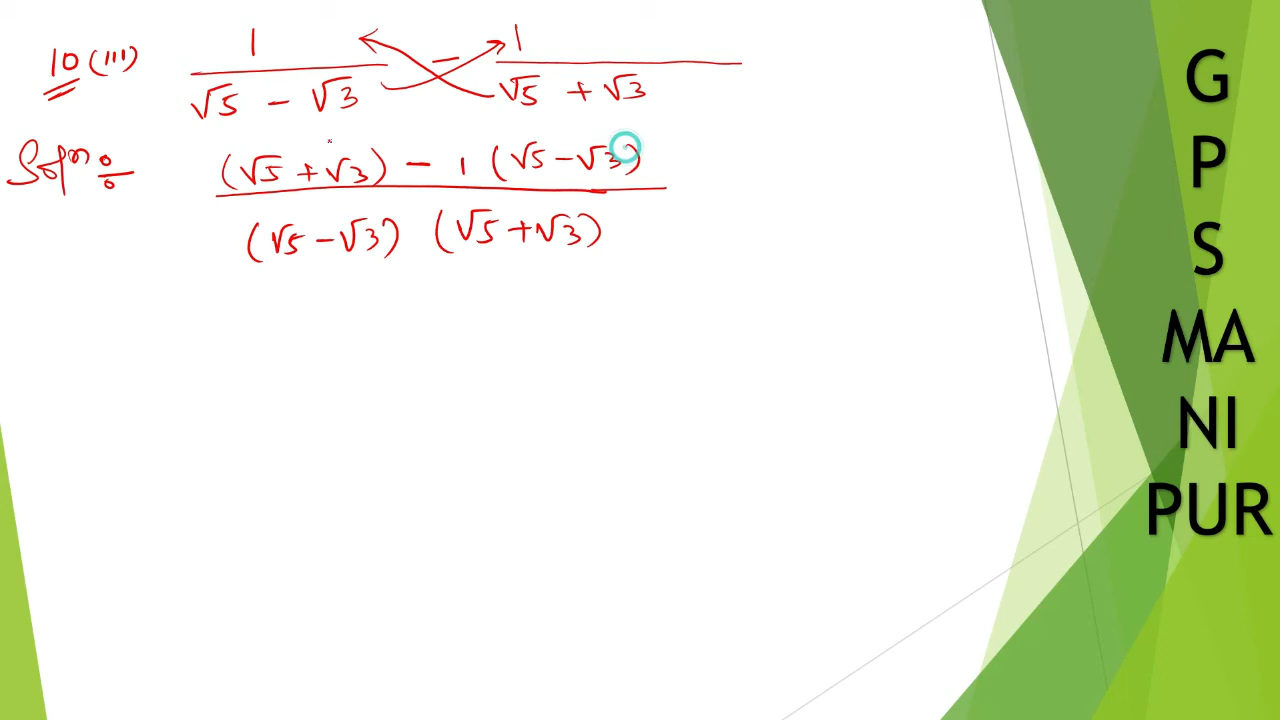 10 (iii) 1 / (√5 − √3) − 1 / (√5 + √3)
Soln: ((√5 + √3) − 1 (√5 − √3)) / ((√5 − √3) (√5 + √3))
G
P
S
MA
NI
PUR